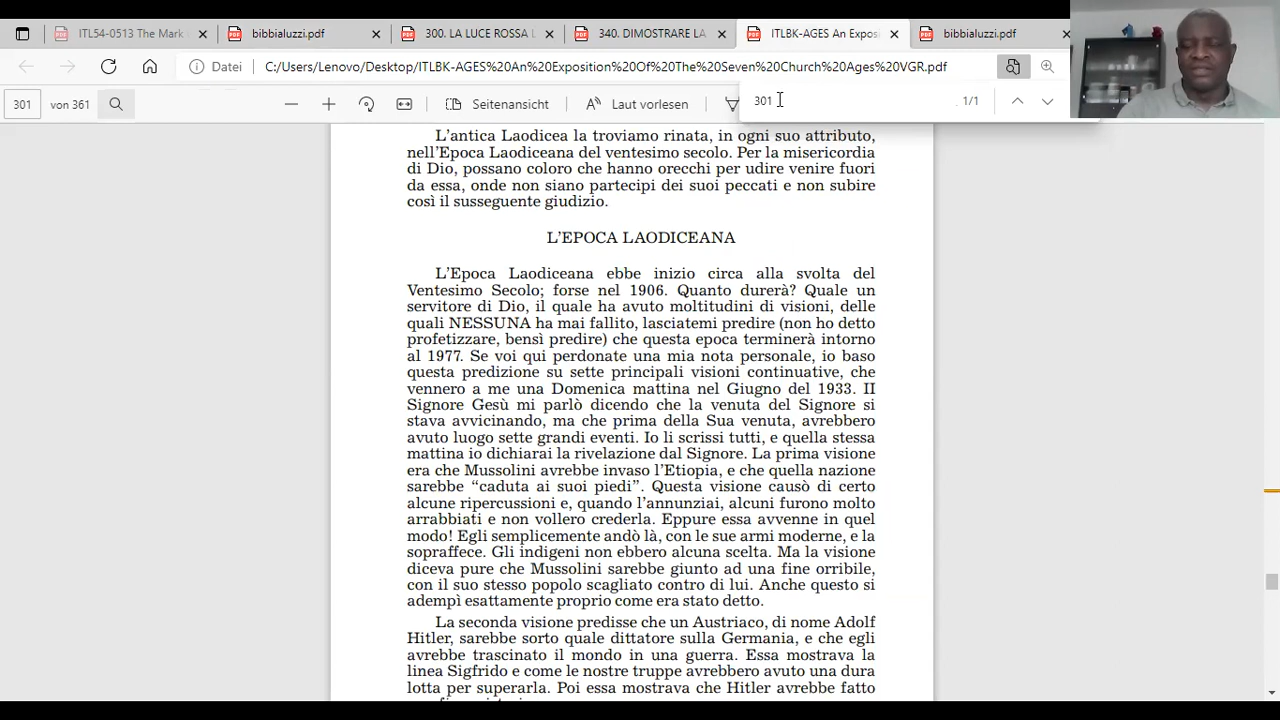 ITL54-0513 The Mark
bibbialuzzi.pdf
300. LA LUCE ROSSA L
340. DIMOSTRARE LA
ITLBK-AGES An Expos
bibbialuzzi.pdf
Datei
C:/Users/Lenovo/Desktop/ITLBK-AGES%20An%20Exposition%20Of%20The%20Seven%20Church%20Ages%20VGR.pdf
301
von 361
Seitenansicht
Laut vorlesen
301
1/1
L’antica Laodicea la troviamo rinata, in ogni suo attributo,
nell’Epoca Laodiceana del ventesimo secolo. Per la misericordia
di Dio, possano coloro che hanno orecchi per udire venire fuori
da essa, onde non siano partecipi dei suoi peccati e non subire
così il susseguente giudizio.
L’EPOCA LAODICEANA
L’Epoca Laodiceana ebbe inizio circa alla svolta del
Ventesimo Secolo; forse nel 1906. Quanto durerà? Quale un
servitore di Dio, il quale ha avuto moltitudini di visioni, delle
quali NESSUNA ha mai fallito, lasciatemi predire (non ho detto
profetizzare, bensì predire) che questa epoca terminerà intorno
al 1977. Se voi qui perdonate una mia nota personale, io baso
questa predizione su sette principali visioni continuative, che
vennero a me una Domenica mattina nel Giugno del 1933. II
Signore Gesù mi parlò dicendo che la venuta del Signore si
stava avvicinando, ma che prima della Sua venuta, avrebbero
avuto luogo sette grandi eventi. Io li scrissi tutti, e quella stessa
mattina io dichiarai la rivelazione dal Signore. La prima visione
era che Mussolini avrebbe invaso l’Etiopia, e che quella nazione
sarebbe “caduta ai suoi piedi”. Questa visione causò di certo
alcune ripercussioni e, quando l’annunziai, alcuni furono molto
arrabbiati e non vollero crederla. Eppure essa avvenne in quel
modo! Egli semplicemente andò là, con le sue armi moderne, e la
sopraffece. Gli indigeni non ebbero alcuna scelta. Ma la visione
diceva pure che Mussolini sarebbe giunto ad una fine orribile,
con il suo stesso popolo scagliato contro di lui. Anche questo si
adempì esattamente proprio come era stato detto.
La seconda visione predisse che un Austriaco, di nome Adolf
Hitler, sarebbe sorto quale dittatore sulla Germania, e che egli
avrebbe trascinato il mondo in una guerra. Essa mostrava la
linea Sigfrido e come le nostre truppe avrebbero avuto una dura
lotta per superarla. Poi essa mostrava che Hitler avrebbe fatto